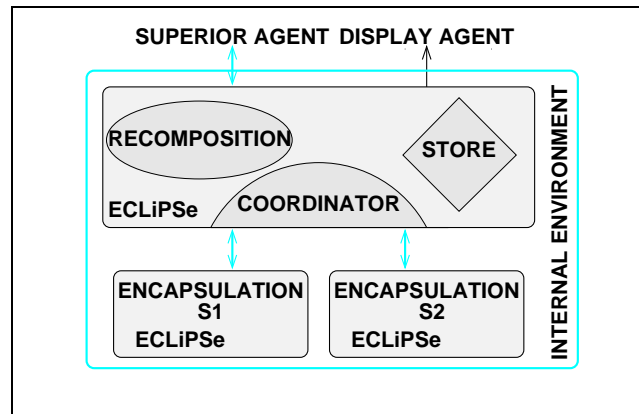 SUPERIOR AGENT DISPLAY AGENT
RECOMPOSITION
STORE
ECLiPSe
COORDINATOR
ENCAPSULATION
S1
ECLiPSe
ENCAPSULATION
S2
ECLiPSe
INTERNAL ENVIRONMENT